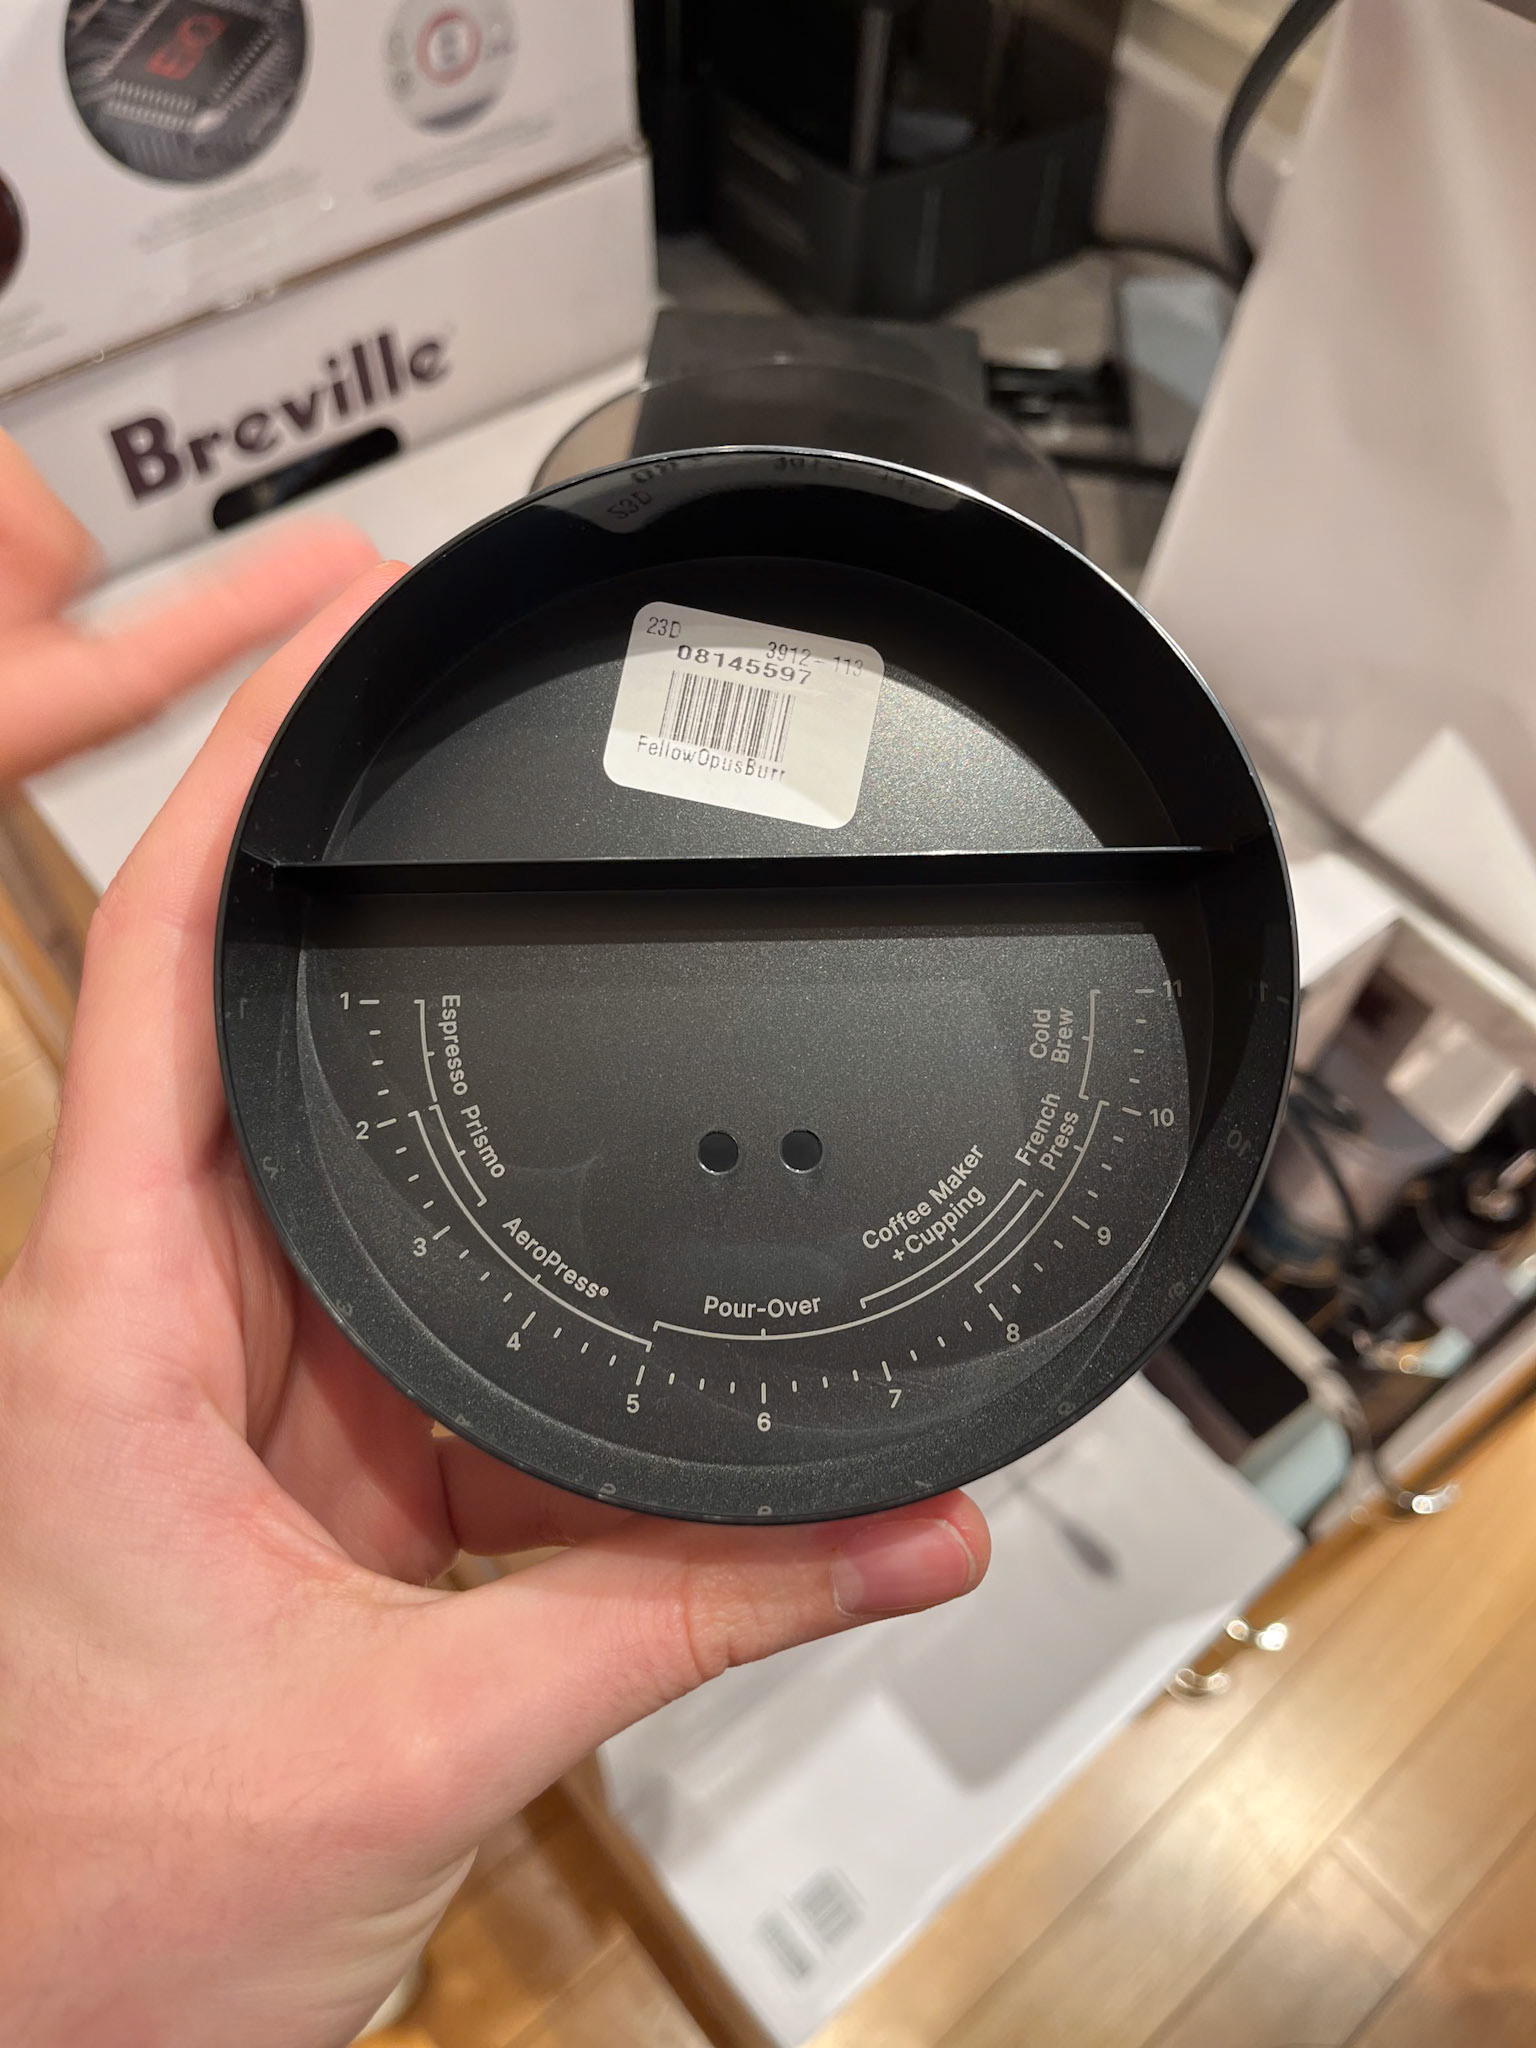 Breville
23D
3912-113
08145597
FellowOpusBurr
1
2
3
4
5
6
7
8
9
10
11
Espresso
Prismo
AeroPress®
Pour-Over
Coffee Maker
+Cupping
French
Press
Cold
Brew